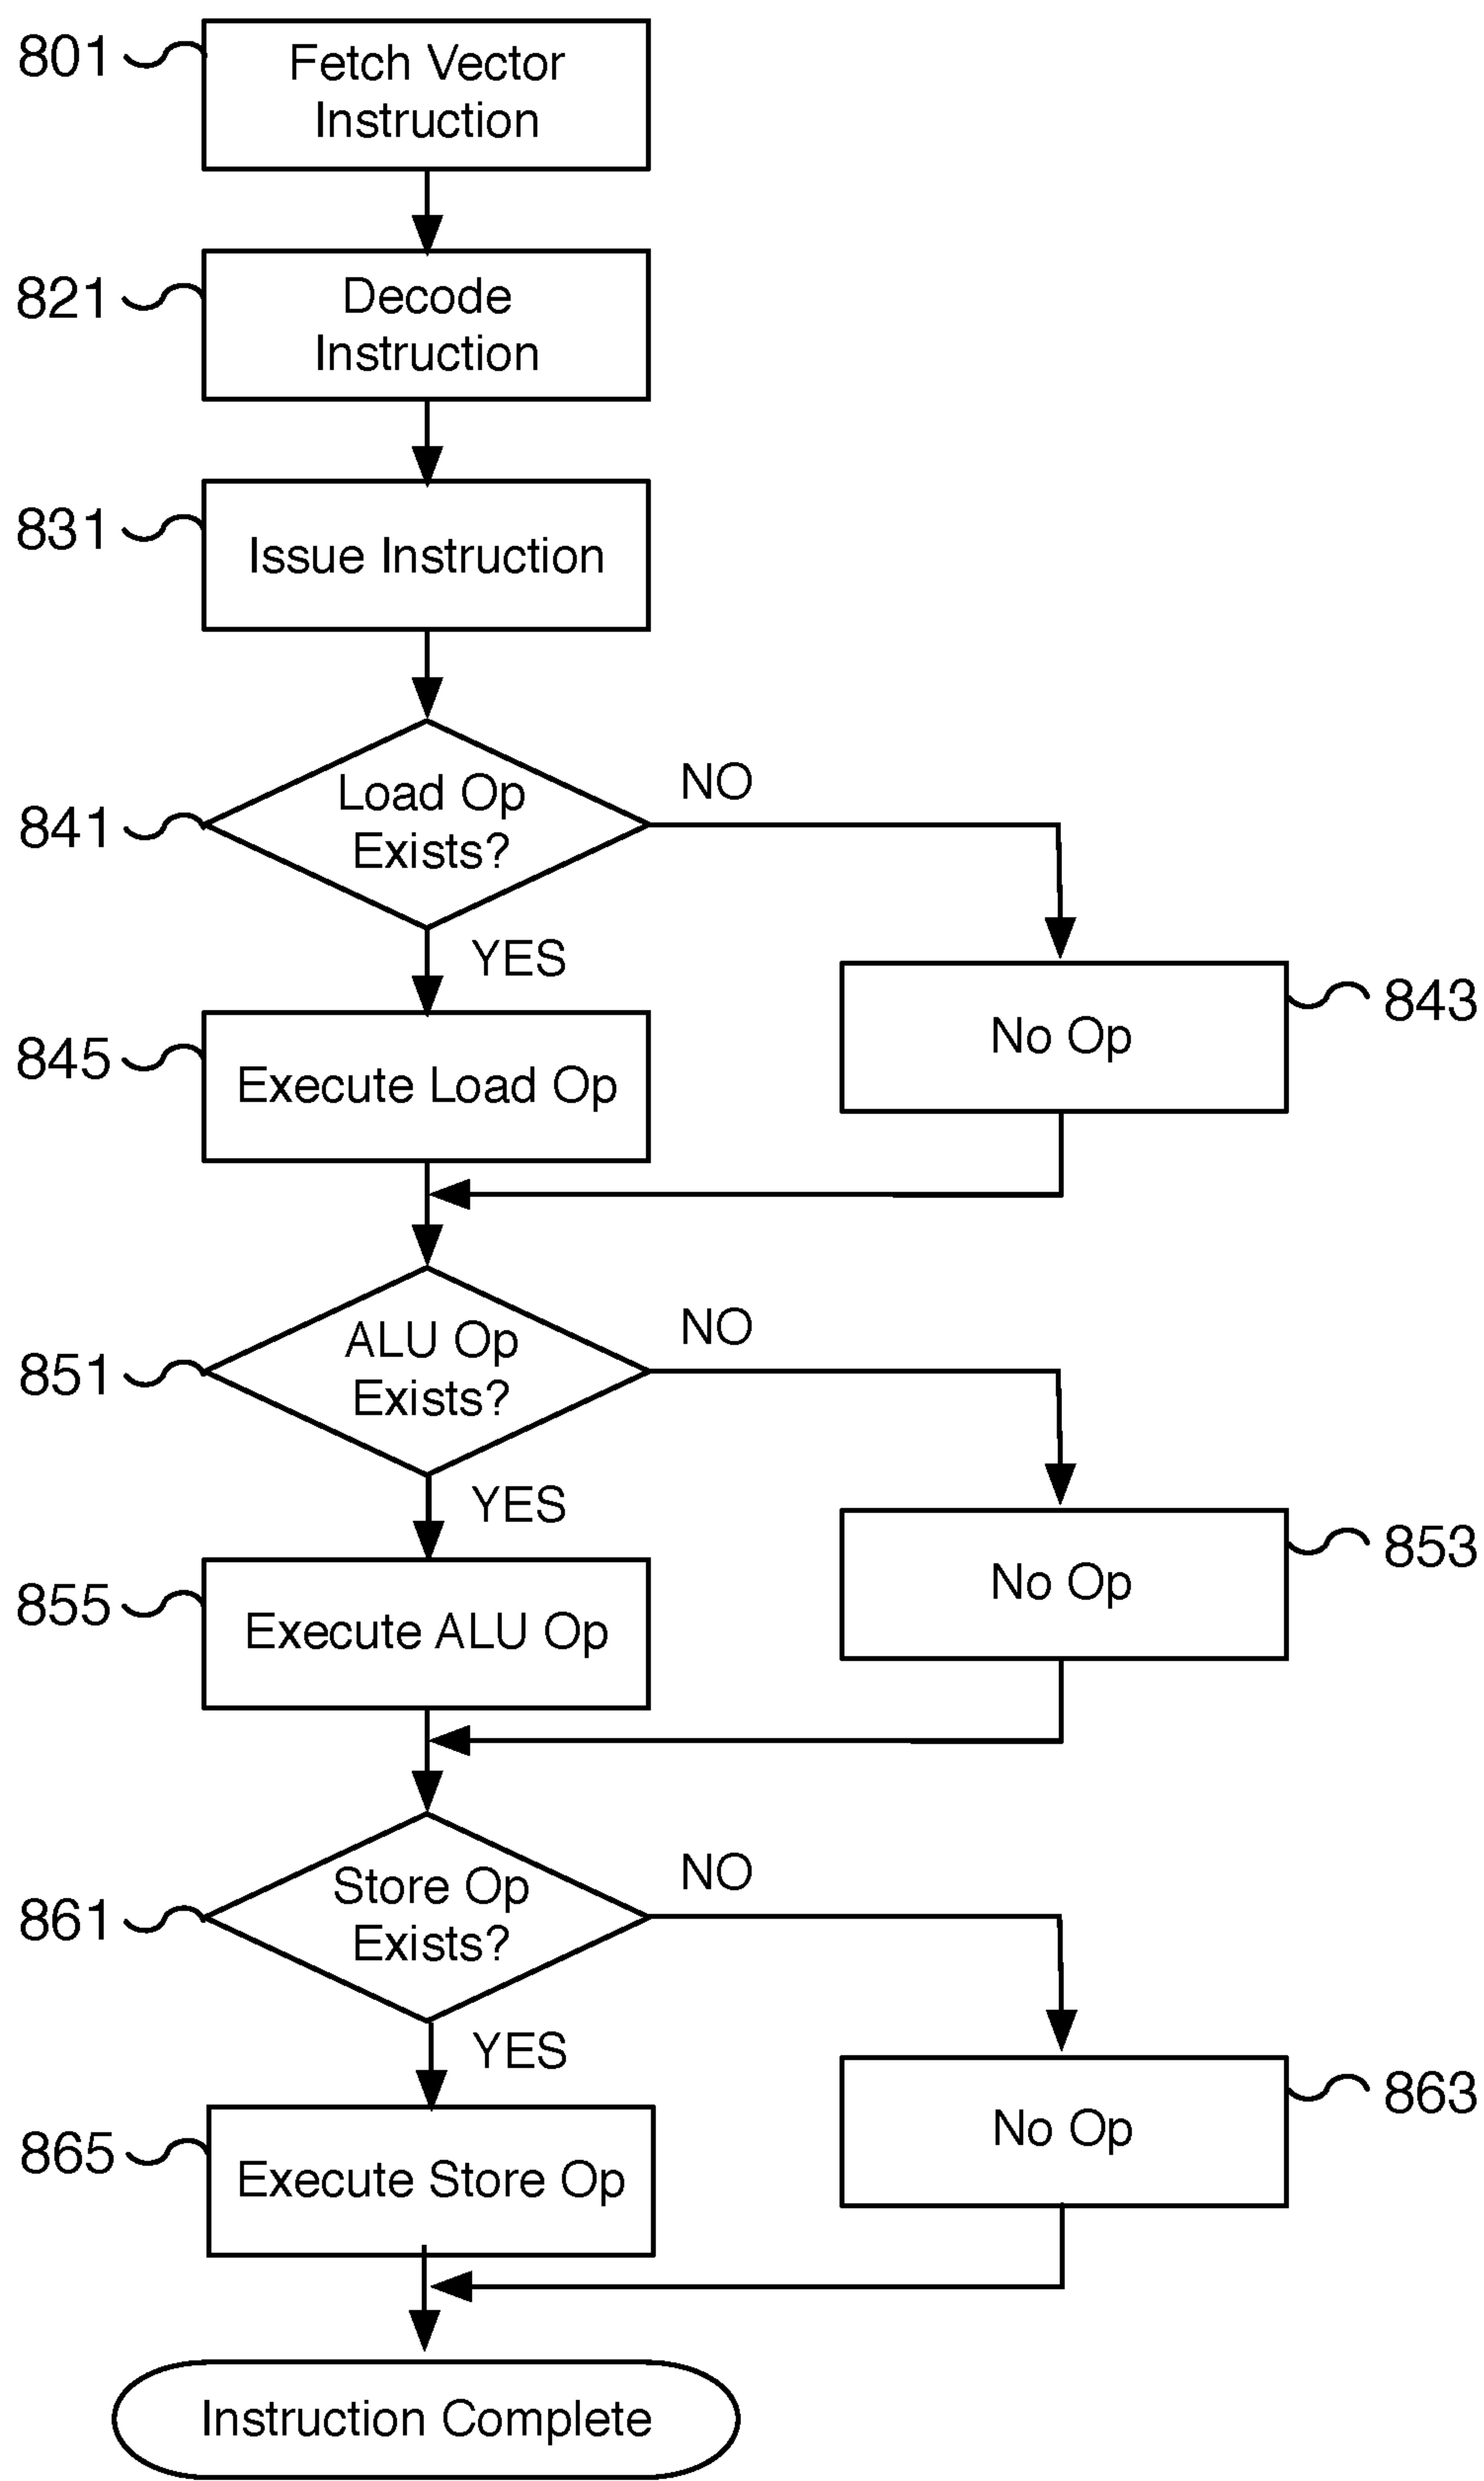 801
Fetch Vector
Instruction
821
Decode
Instruction
831
Issue Instruction
841
Load Op
Exists?
NO
YES
843
No Op
845
Execute Load Op
851
ALU Op
Exists?
NO
YES
853
No Op
855
Execute ALU Op
861
Store Op
Exists?
NO
YES
863
No Op
865
Execute Store Op
Instruction Complete